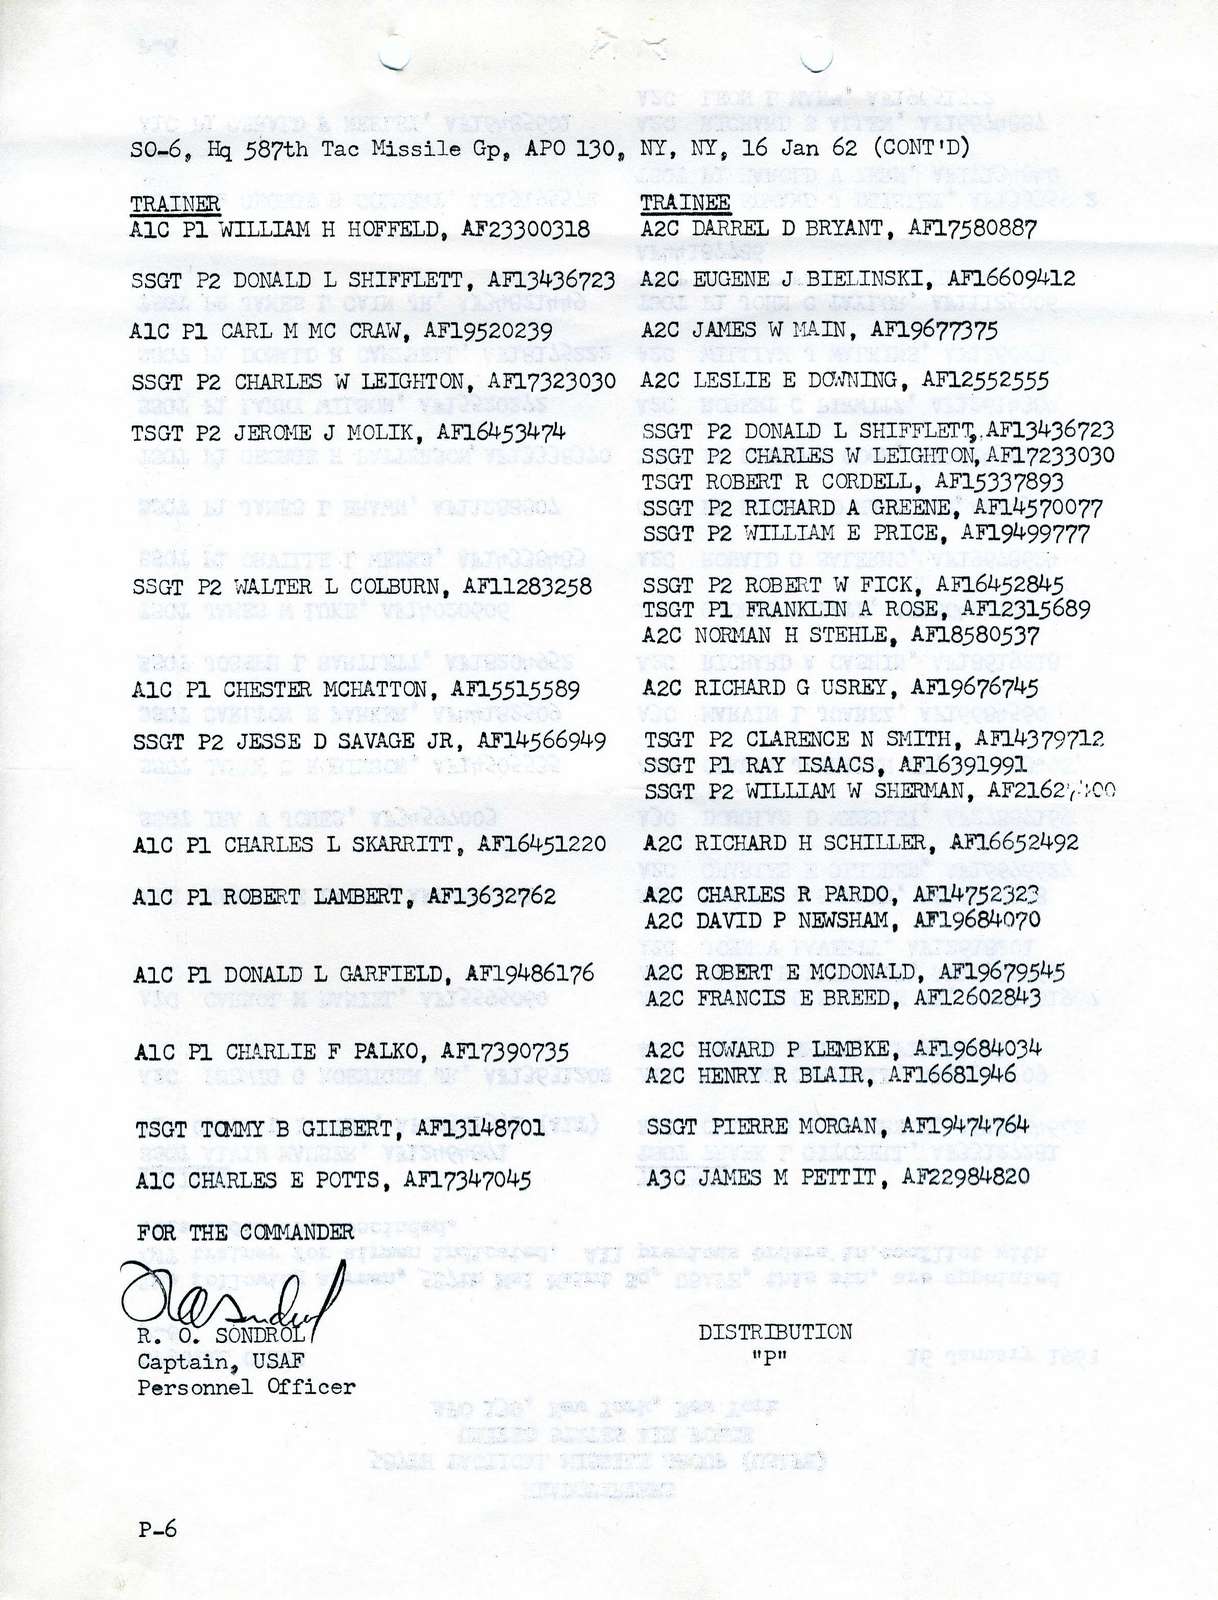 SO-6, Hq 587th Tac Missile Gp, APO 130, NY, NY, 16 Jan 62 (CONT'D)
TRAINER TRAINEE
A1C P1 WILLIAM H HOFFELD, AF23300318 A2C DARREL D BRYANT, AF17580887
SSGT P2 DONALD L SHIFFLETT, AF13436723 A2C EUGENE J BIELINSKI, AF16609412
A1C P1 CARL M MC CRAW, AF19520239 A2C JAMES W MAIN, AF19677375
SSGT P2 CHARLES W LEIGHTON, AF17323030 A2C LESLIE E DOWNING, AF12552555
TSGT P2 JEROME J MOLIK, AF16453474 SSGT P2 DONALD L SHIFFLETT, AF13436723
SSGT P2 CHARLES W LEIGHTON, AF17233030
TSGT ROBERT R CORDELL, AF15337893
SSGT P2 RICHARD A GREENE, AF14570077
SSGT P2 WILLIAM E PRICE, AF19499777
SSGT P2 WALTER L COLBURN, AF11283258 SSGT P2 ROBERT W FICK, AF16452845
TSGT P1 FRANKLIN A ROSE, AF12315689
A2C NORMAN H STEHLE, AF18580537
A1C P1 CHESTER MCHATTON, AF15515589 A2C RICHARD G USREY, AF19676745
SSGT P2 JESSE D SAVAGE JR, AF14566949 TSGT P2 CLARENCE N SMITH, AF14379712
SSGT P1 RAY ISAACS, AF16391991
SSGT P2 WILLIAM W SHERMAN,
A1C P1 CHARLES L SKARRITT, AF16451220 A2C RICHARD H SCHILLER, AF16652492
A1C P1 ROBERT LAMBERT, AF13632762 A2C CHARLES R PARDO, AF14752323
A2C DAVID P NEWSHAM, AF19684070
A1C P1 DONALD L GARFIELD, AF19486176 A2C ROBERT E MCDONALD, AF19679545
A2C FRANCIS E BREED, AF12602843
A1C P1 CHARLIE F PALKO, AF17390735 A2C HOWARD P LEMBKE, AF19684034
A2C HENRY R BLAIR, AF16681946
TSGT TOMMY B GILBERT, AF13148701 SSGT PIERRE MORGAN, AF19474764
A1C CHARLES E POTTS, AF17347045 A3C JAMES M PETTIT, AF22984820
FOR THE COMMANDER
R. O. SONDROL DISTRIBUTION
Captain, USAF "P"
Personnel Officer
P-6